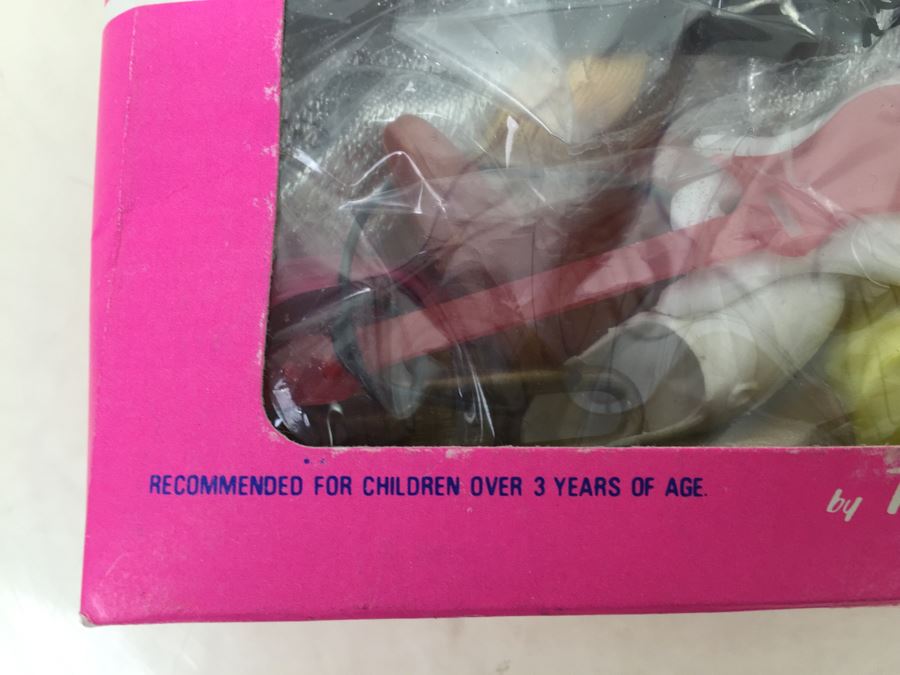 RECOMMENDED FOR CHILDREN OVER 3 YEARS OF AGE.
by